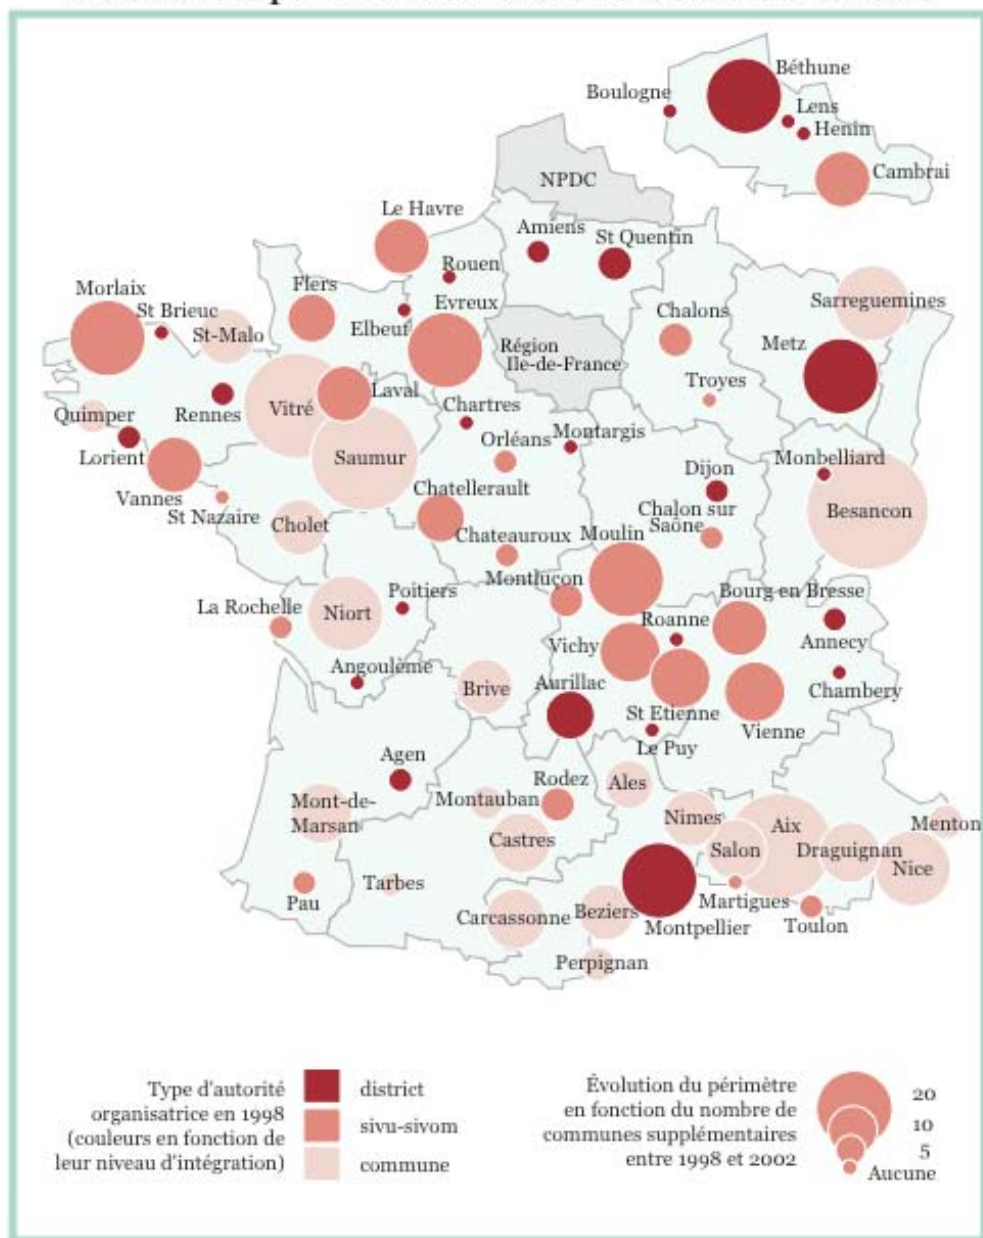 Boulogne
Béthune
Lens
Henin
Cambrai
NPDC
Le Havre
Amiens
St Quentin
Rouen
Morlaix
St Brieuc
St-Malo
Flers
Elbeuf
Evreux
Région
Ile-de-France
Chalons
Sarreguemines
Metz
Troyes
Quimper
Rennes
Vitré
Laval
Chartres
Lorient
Saumur
Orléans
Montargis
Dijon
Monbelliard
Vannes
St Nazaire
Cholet
Chatellerault
Chateauroux
Moulin
Chalon sur
Saône
Besancon
Montluçon
La Rochelle
Niort
Poitiers
Bourg en Bresse
Roanne
Annecy
Vichy
Angoulème
Brive
Aurillac
St Etienne
Chambery
Vienne
Le Puy
Agen
Rodez
Ales
Mont-de-
Marsan
Montauban
Castres
Nimes
Aix
Salon
Draguignan
Menton
Nice
Pau
Tarbes
Carcassonne
Beziers
Montpellier
Martigues
Toulon
Perpignan
Type d'autorité
organisatrice en 1998
(couleurs en fonction de
leur niveau d'intégration)
district
sivu-sivom
commune
Évolution du périmètre
en fonction du nombre de
communes supplémentaires
entre 1998 et 2002
20
10
5
Aucune